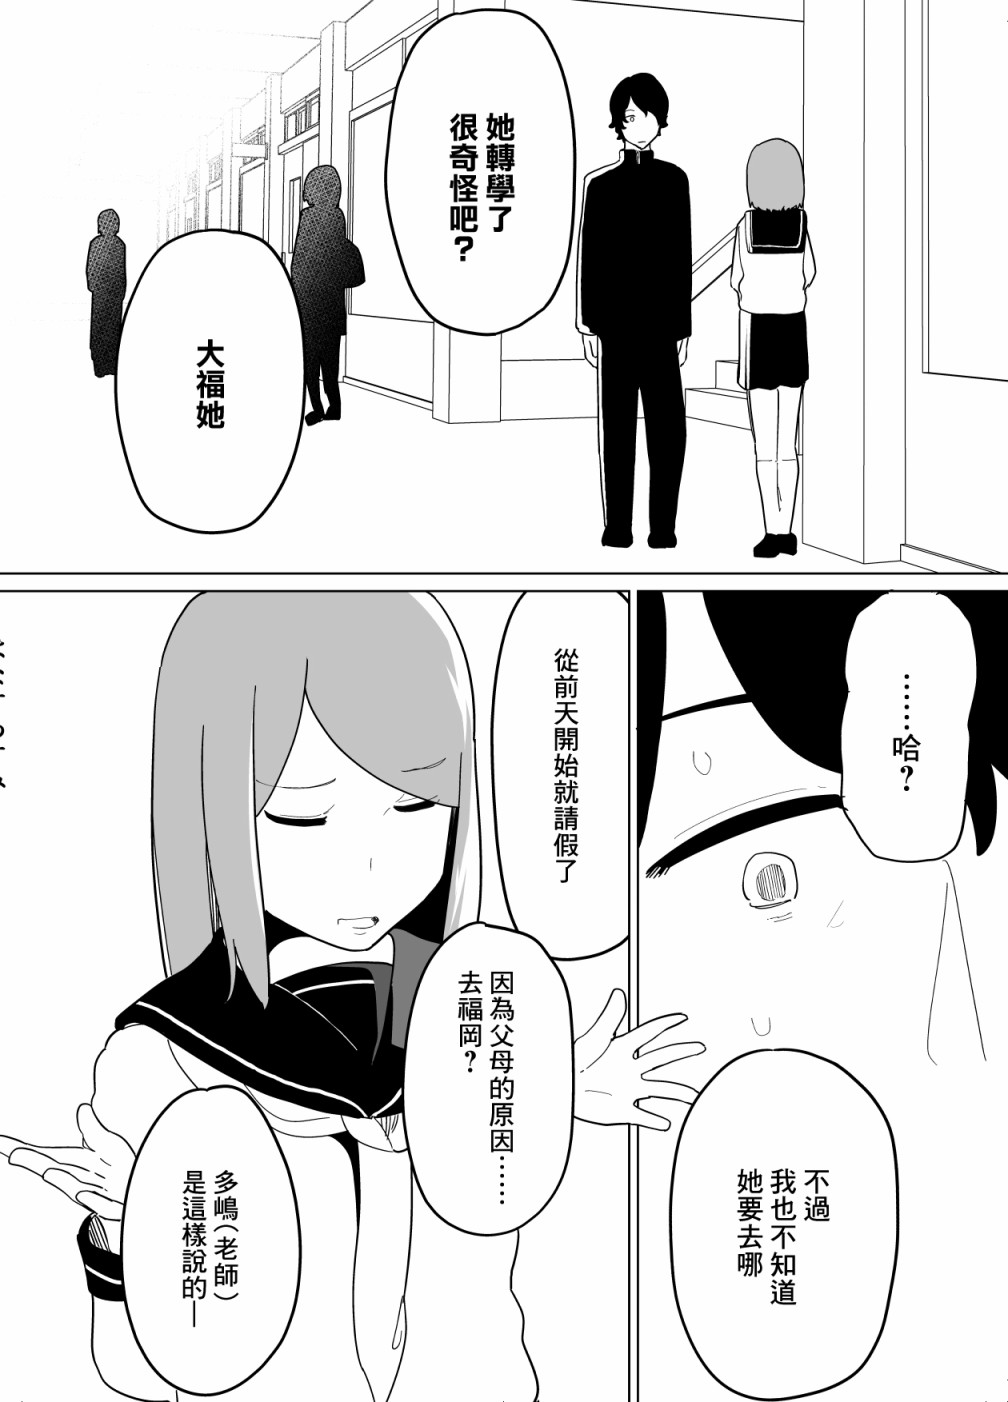 她轉學了
很奇怪吧？
大福她
……哈？
不過
我也不知道
她要去哪
從前天開始就請假了
因為父母的原因……
去福岡？
多嶋(老師)
是這樣說的—